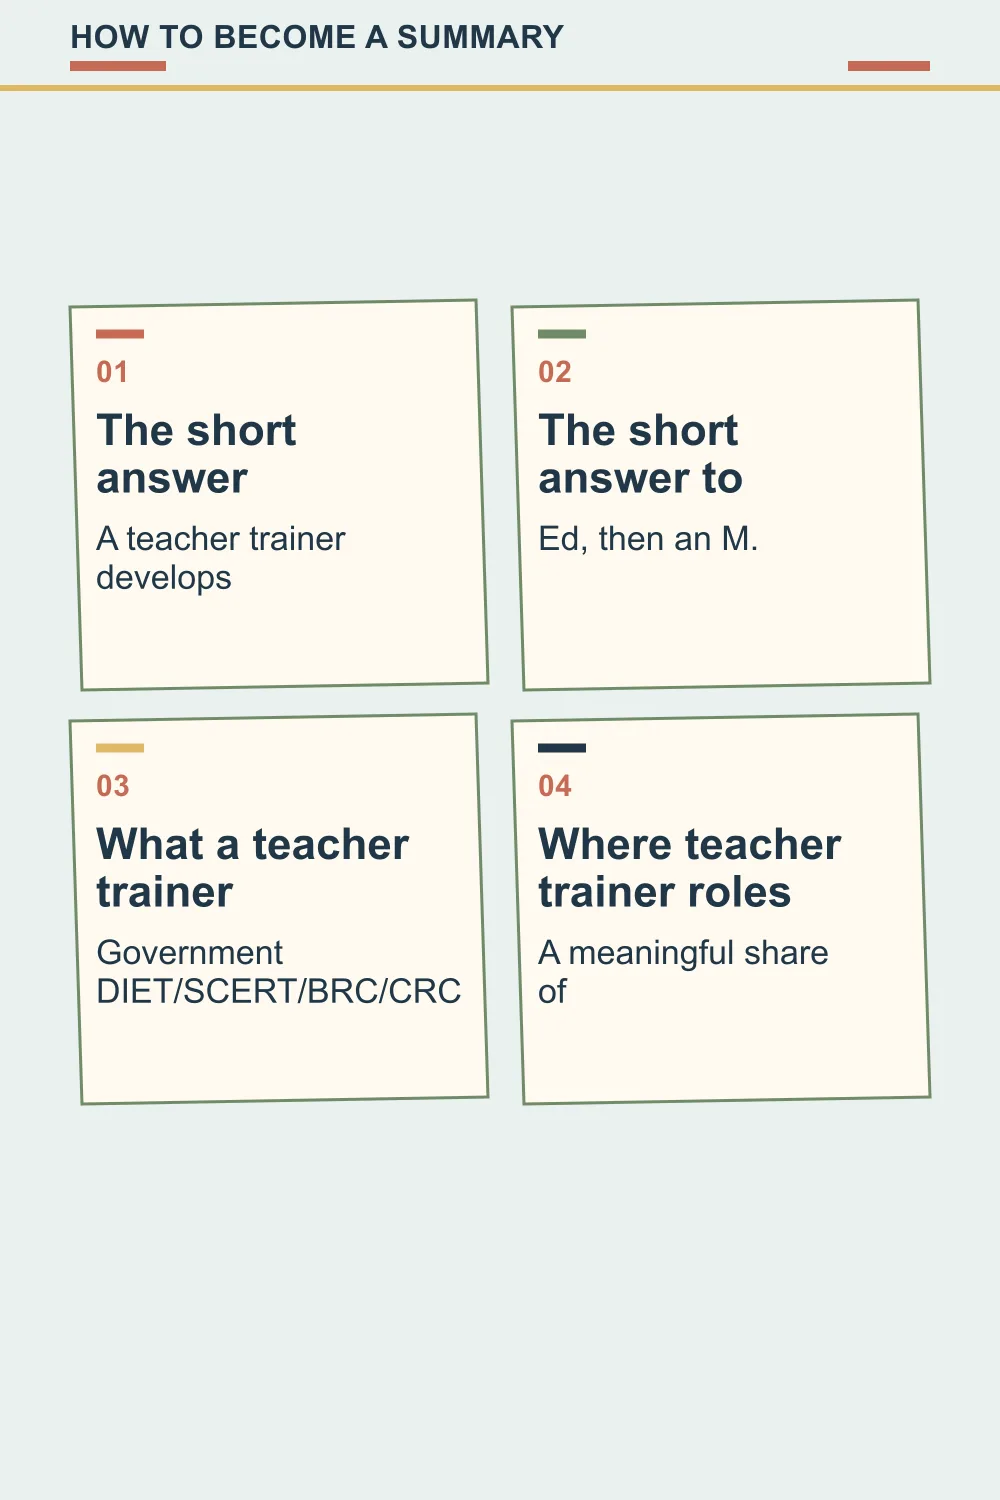 HOW TO BECOME A SUMMARY
01
The short
answer
A teacher trainer
develops
02
The short
answer to
Ed, then an M.
03
What a teacher
trainer
Government
DIET/SCERT/BRC/CRC
04
Where teacher
trainer roles
A meaningful share
of